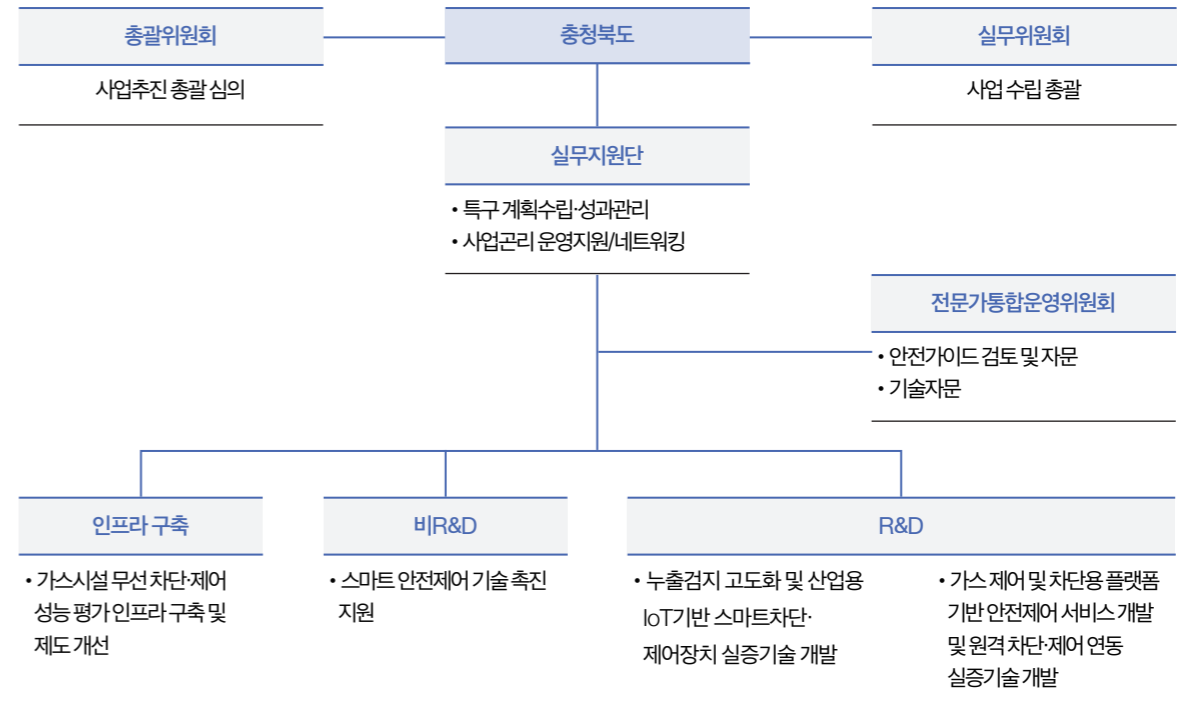 총괄위원회
충청북도
실무위원회
사업추진 총괄 심의
사업 수립 총괄
실무지원단
• 특구 계획수립·성과관리
• 사업곤리 운영지원/네트워킹
전문가통합운영위원회
• 안전가이드 검토 및 자문
• 기술자문
인프라 구축
• 가스시설 무선 차단·제어
성능 평가 인프라 구축 및
제도 개선
비R&D
• 스마트 안전제어 기술 촉진
지원
R&D
• 누출검지 고도화 및 산업용
IoT기반 스마트차단·
제어장치 실증기술 개발
• 가스 제어 및 차단용 플랫폼
기반 안전제어 서비스 개발
및 원격 차단·제어 연동
실증기술 개발